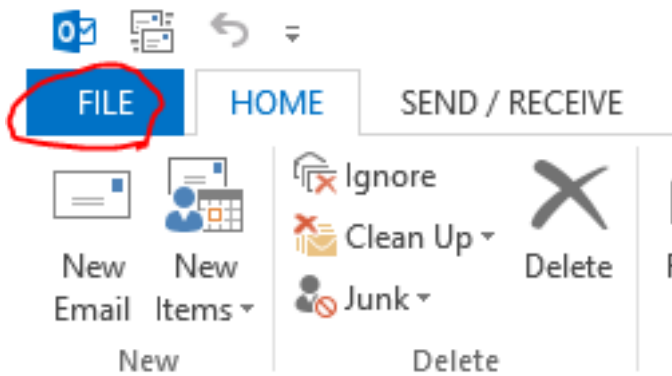 FILE HOME SEND / RECEIVE
Ignore
Clean Up
New Email
New Items
Junk
Delete
New
Delete